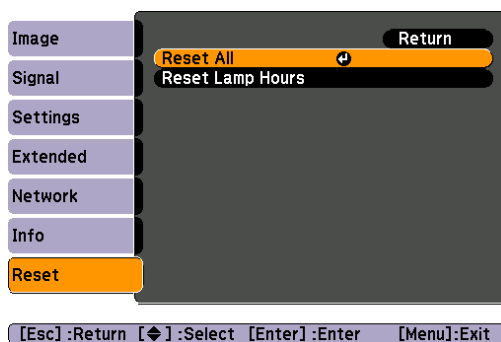 Image
Signal
Settings
Extended
Network
Info
Reset
Return
Reset All
Reset Lamp Hours
[Esc] :Return [◆] :Select [Enter] :Enter [Menu]:Exit